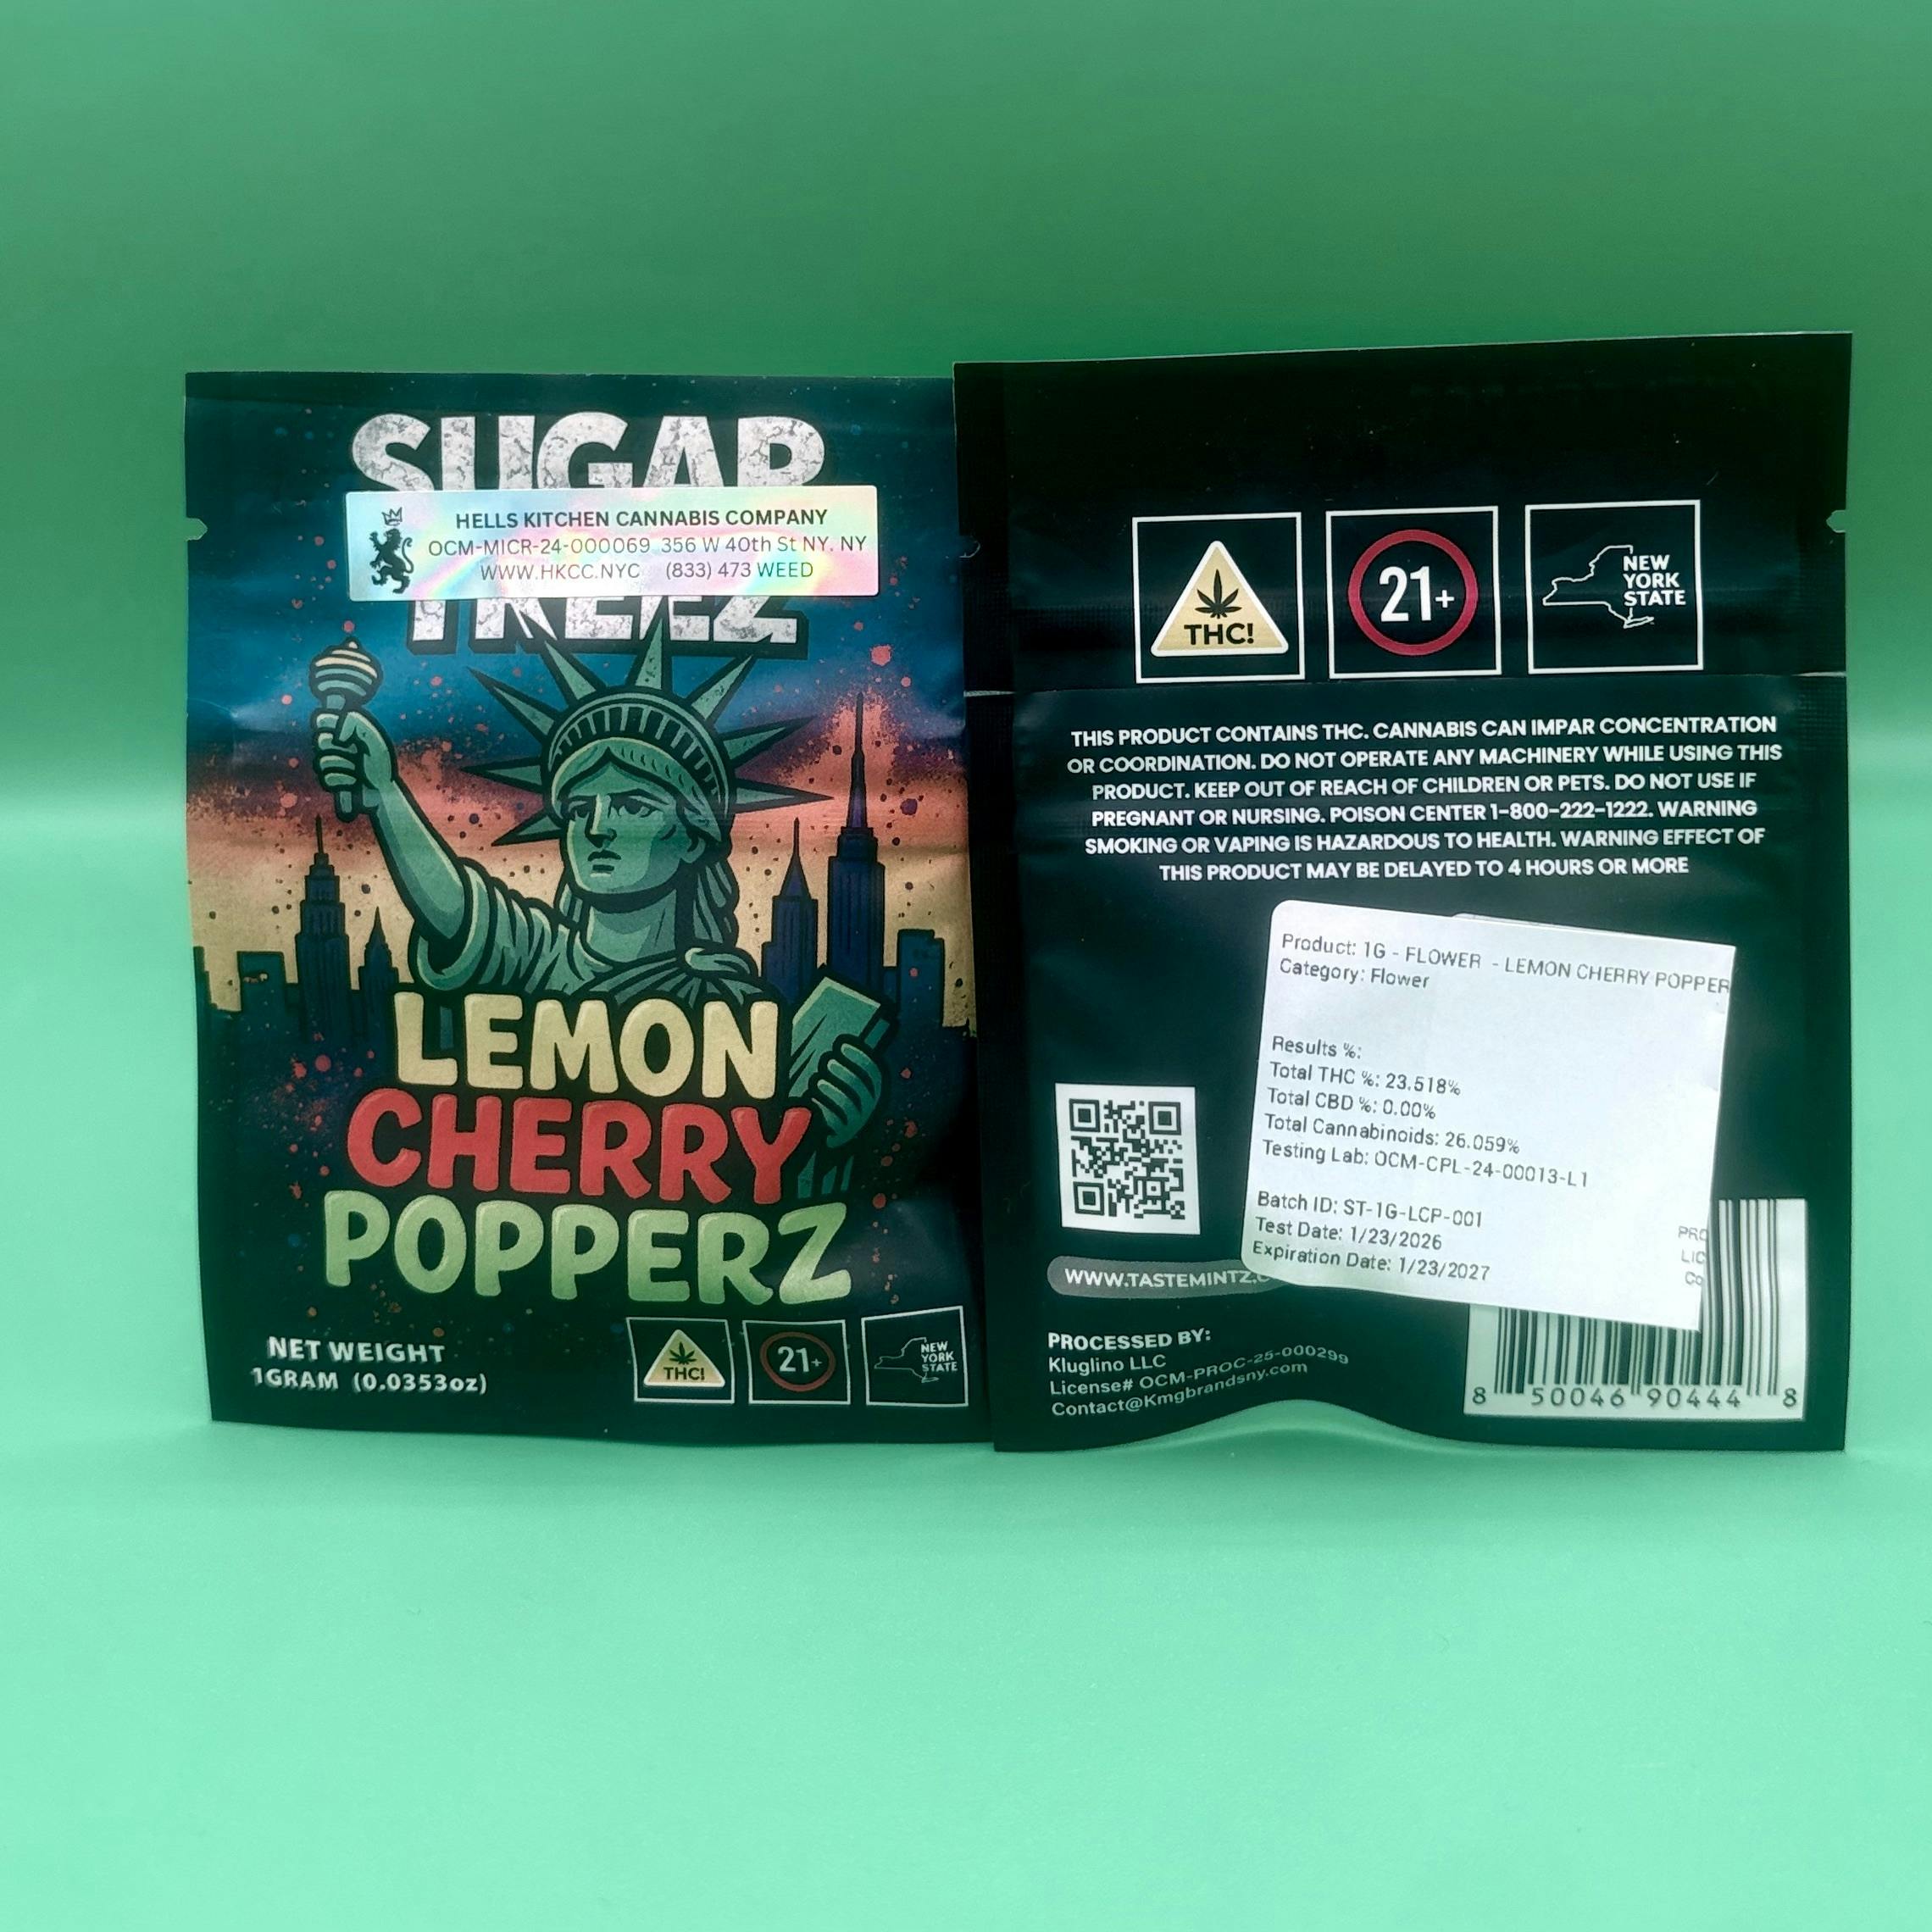 SUGAR
HELLS KITCHEN CANNABIS COMPANY
OCM-MICR-24-000069 356 W 40th St NY. NY
WWW.HKCC.NYC (833) 473 WEED
TREEZ
LEMON
CHERRY
POPPERZ
NET WEIGHT
1GRAM (0.0353oz)
THC!
21+
NEW
YORK
STATE
THC!
21+
NEW
YORK
STATE
THIS PRODUCT CONTAINS THC. CANNABIS CAN IMPAR CONCENTRATION
OR COORDINATION. DO NOT OPERATE ANY MACHINERY WHILE USING THIS
PRODUCT. KEEP OUT OF REACH OF CHILDREN OR PETS. DO NOT USE IF
PREGNANT OR NURSING. POISON CENTER 1-800-222-1222. WARNING
SMOKING OR VAPING IS HAZARDOUS TO HEALTH. WARNING EFFECT OF
THIS PRODUCT MAY BE DELAYED TO 4 HOURS OR MORE
Product: 1G - FLOWER - LEMON CHERRY POPPER
Category: Flower
Results %:
Total THC %: 23.518%
Total CBD %: 0.00%
Total Cannabinoids: 26.059%
Testing Lab: OCM-CPL-24-00013-L1
Batch ID: ST-1G-LCP-001
Test Date: 1/23/2026
Expiration Date: 1/23/2027
PRO
LIC
Co
WWW.TASTEMINTZ.C
PROCESSED BY:
Kluglino LLC
License# OCM-PROC-25-000299
Contact@Kmgbrandsny.com
8 50046 90444 8